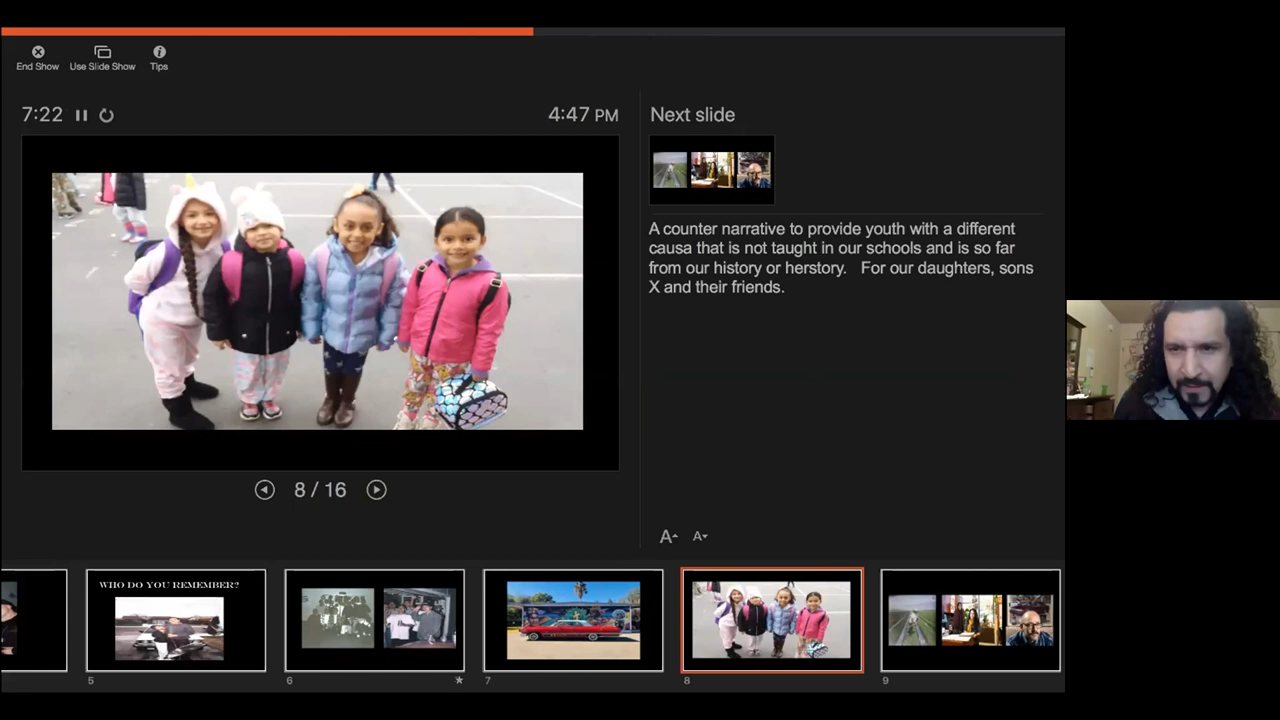 End Show
Use Slide Show
Tips
7:22
4:47 PM
Next slide
A counter narrative to provide youth with a different
causa that is not taught in our schools and is so far
from our history or herstory.   For our daughters, sons
X and their friends.
8 / 16
A
A
WHO DO YOU REMEMBER?
5
6
*
7
8
9